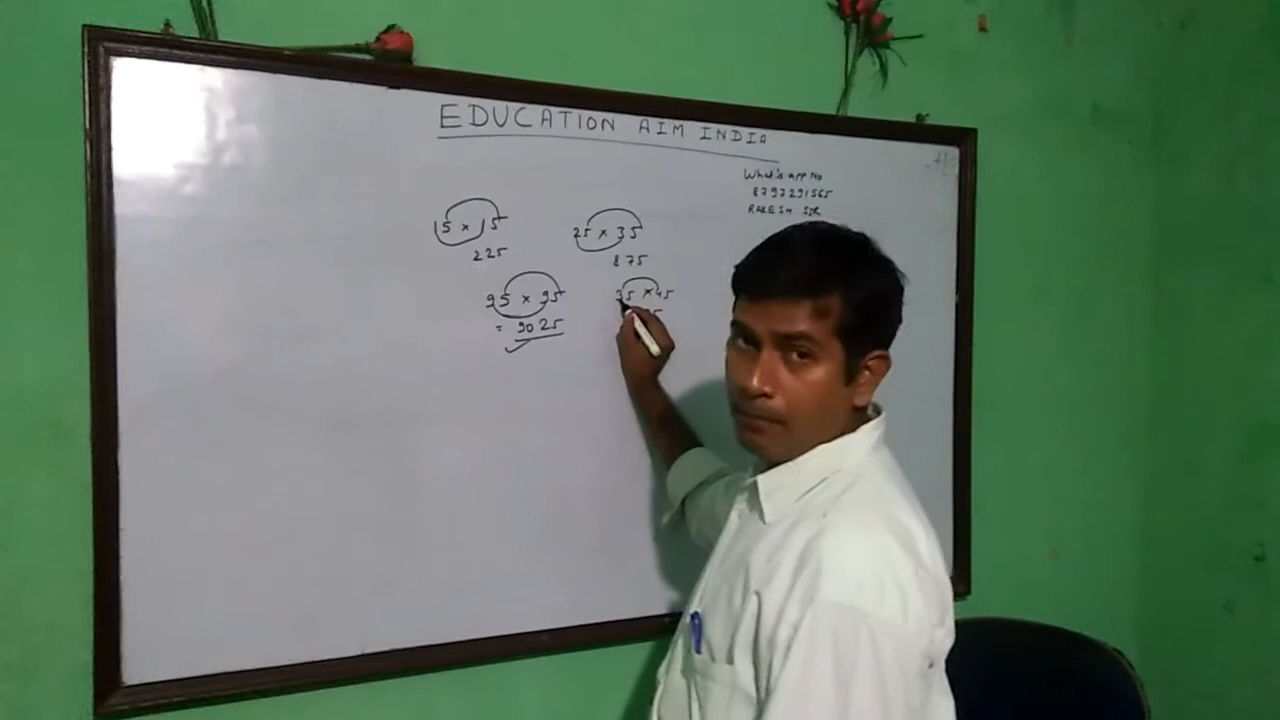 EDUCATION AIM INDIA
What's app No
8797291565
RAKESH SIR
15 × 15
225
25 × 35
875
95 × 95
= 9025
35 × 45